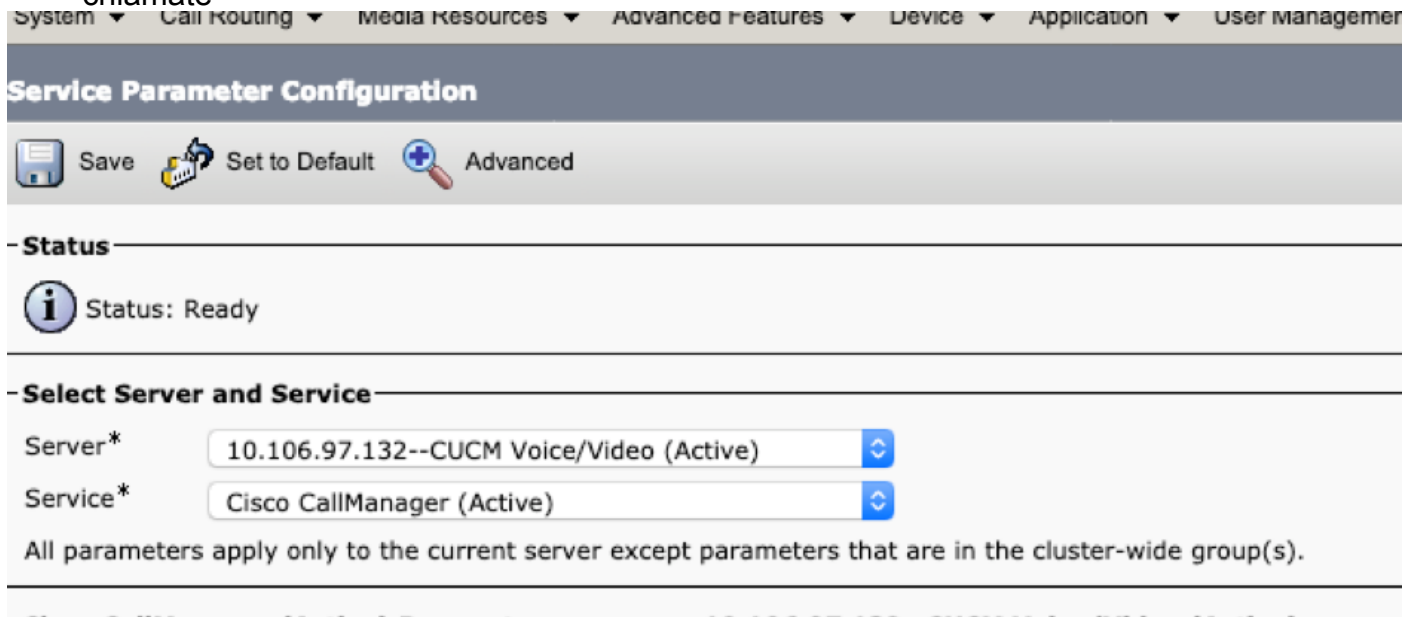 chiamate
System Call Routing Media Resources Advanced Features Device Application User Managemen
Service Parameter Configuration
Save Set to Default Advanced
Status
Status: Ready
Select Server and Service
Server* 10.106.97.132--CUCM Voice/Video (Active)
Service* Cisco CallManager (Active)
All parameters apply only to the current server except parameters that are in the cluster-wide group(s).